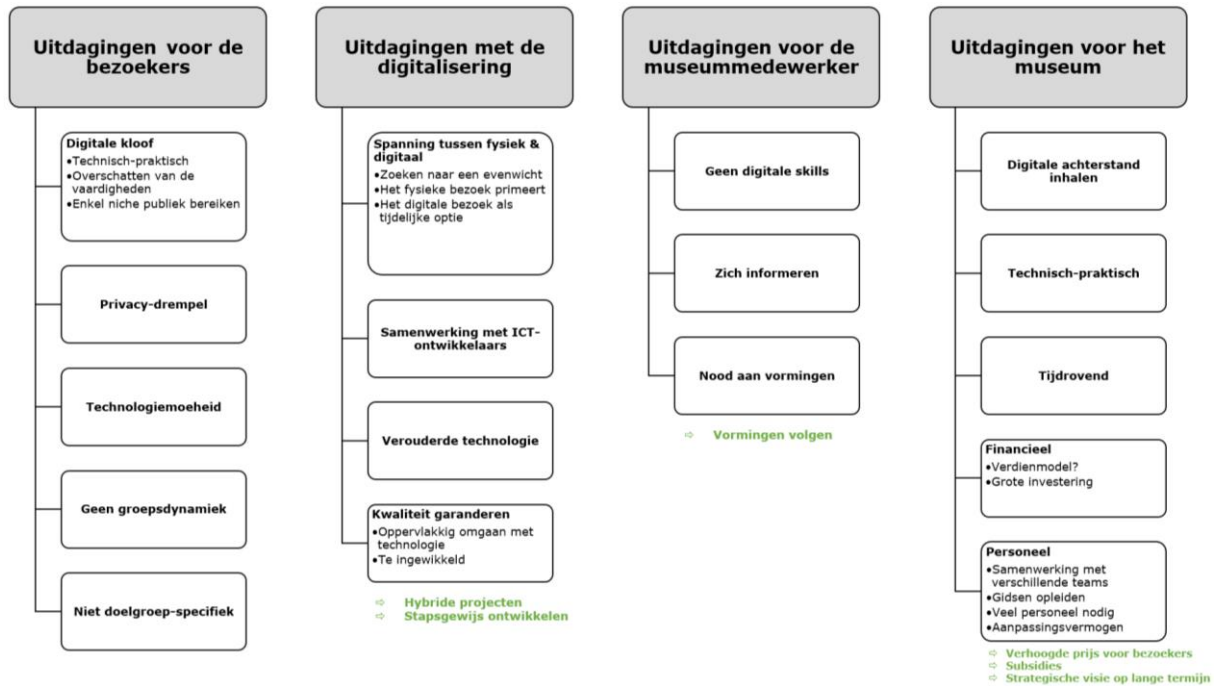 Uitdagingen voor de
bezoekers
Digitale kloof
•Technisch-praktisch
•Overschatten van de
vaardigheden
•Enkel niche publiek bereiken
Privacy-drempel
Technologiemoeheid
Geen groepsdynamiek
Niet doelgroep-specifiek
Uitdagingen met de
digitalisering
Spanning tussen fysiek &
digitaal
•Zoeken naar een evenwicht
•Het fysieke bezoek primeert
•Het digitale bezoek als
tijdelijke optie
Samenwerking met ICT-
ontwikkelaars
Verouderde technologie
Kwaliteit garanderen
•Oppervlakkig omgaan met
technologie
•Te ingewikkeld
⇨ Hybride projecten
⇨ Stapsgewijs ontwikkelen
Uitdagingen voor de
museummedewerker
Geen digitale skills
Zich informeren
Nood aan vormingen
⇨ Vormingen volgen
Uitdagingen voor het
museum
Digitale achterstand
inhalen
Technisch-praktisch
Tijdrovend
Financieel
•Verdienmodel?
•Grote investering
Personeel
•Samenwerking met
verschillende teams
•Gidsen opleiden
•Veel personeel nodig
•Aanpassingsvermogen
⇨ Verhoogde prijs voor bezoekers
⇨ Subsidies
⇨ Strategische visie op lange termijn